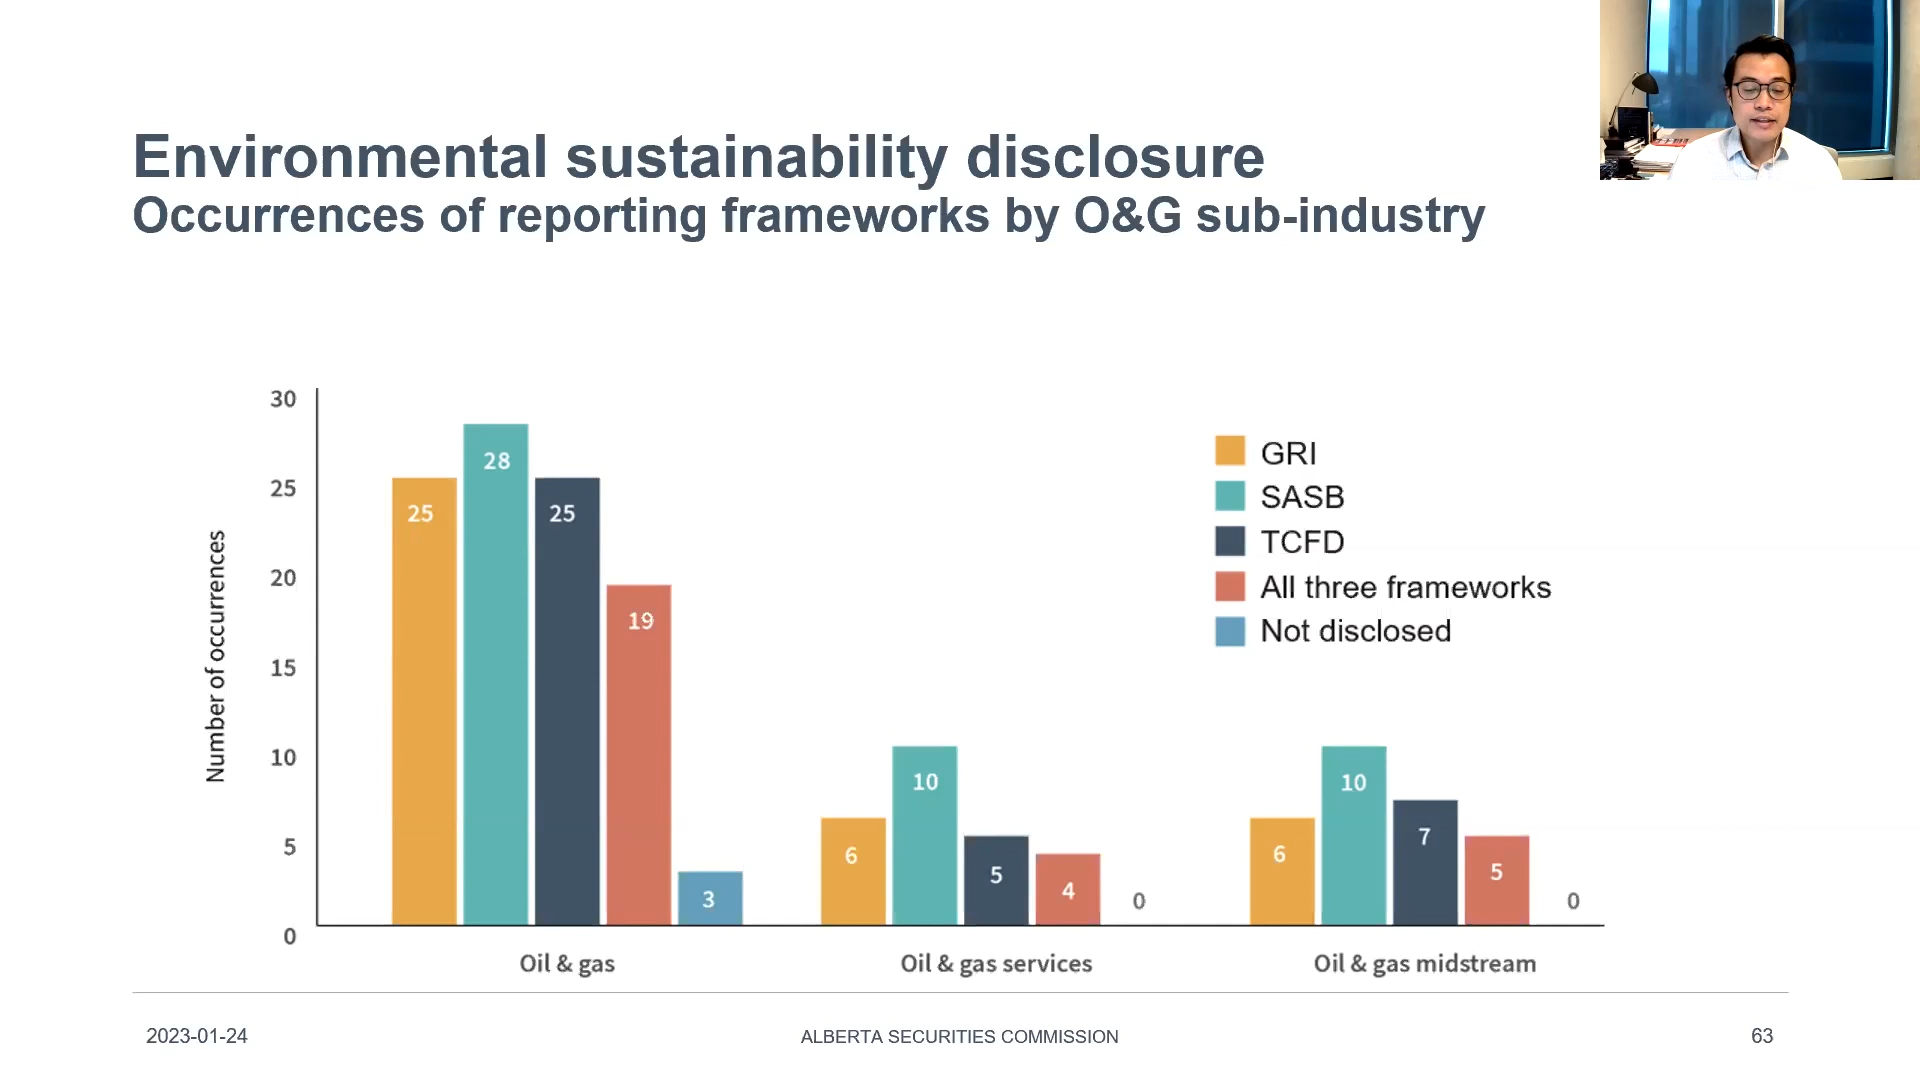 Environmental sustainability disclosure
Occurrences of reporting frameworks by O&G sub-industry
Number of occurrences
30
25
20
15
10
5
0
25
28
25
19
3
6
10
5
4
0
6
10
7
5
0
GRI
SASB
TCFD
All three frameworks
Not disclosed
Oil & gas
Oil & gas services
Oil & gas midstream
2023-01-24
ALBERTA SECURITIES COMMISSION
63